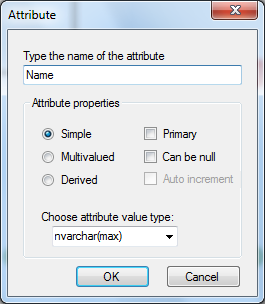 Attribute
Type the name of the attribute
Name
Attribute properties
Simple
Primary
Multivalued
Can be null
Derived
Auto increment
Choose attribute value type:
nvarchar(max)
OK
Cancel